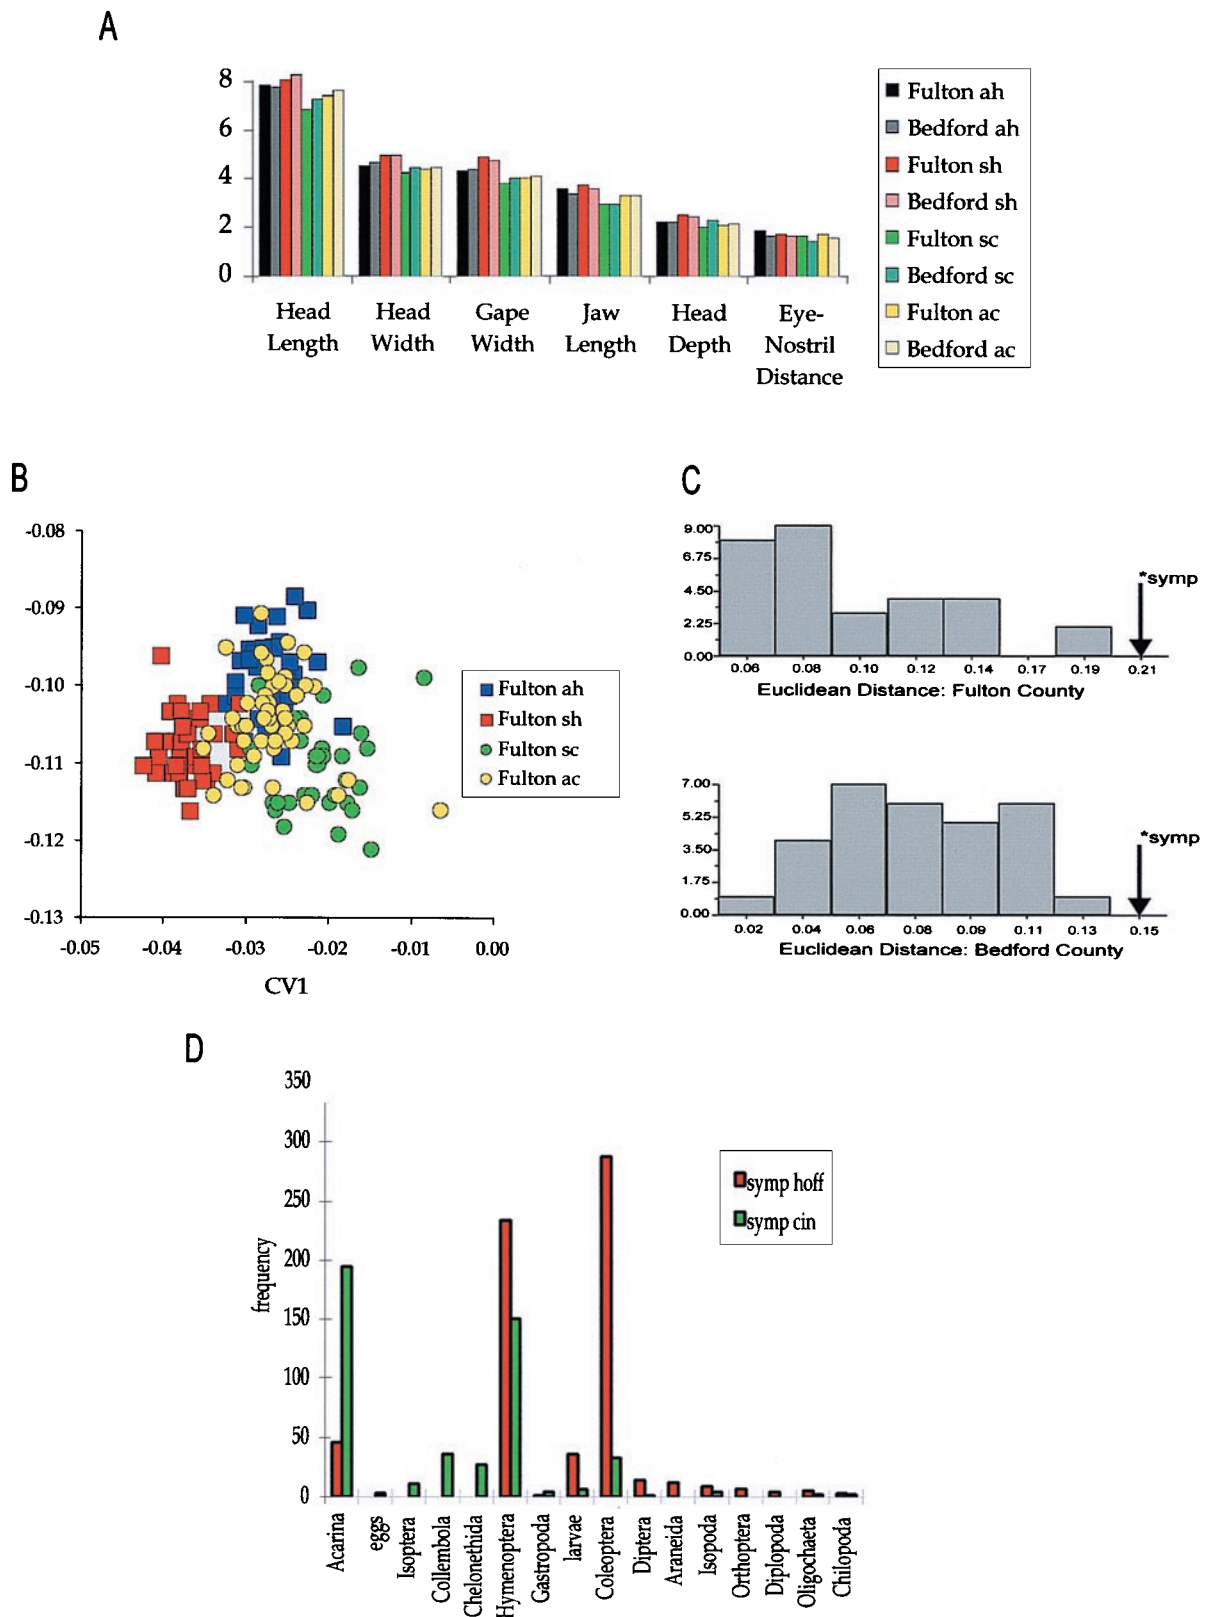 A
8
6
4
2
0
Head Length
Head Width
Gape Width
Jaw Length
Head Depth
Eye-Nostril Distance
Fulton ah
Bedford ah
Fulton sh
Bedford sh
Fulton sc
Bedford sc
Fulton ac
Bedford ac
B
-0.08
-0.09
-0.10
-0.11
-0.12
-0.13
-0.05 -0.04 -0.03 -0.02 -0.01 0.00
CV1
Fulton ah
Fulton sh
Fulton sc
Fulton ac
C
9.00
6.75
4.50
2.25
0.00
*symp
0.06 0.08 0.10 0.12 0.14 0.17 0.19 0.21
Euclidean Distance: Fulton County
7.00
5.25
3.50
1.75
0.00
*symp
0.02 0.04 0.06 0.08 0.09 0.11 0.13 0.15
Euclidean Distance: Bedford County
D
350
300
250
200
150
100
50
0
frequency
symp hoff
symp cin
Acarina
eggs
Isoptera
Collembola
Chelonethida
Hymenoptera
Gastropoda
larvae
Coleoptera
Diptera
Araneida
Isopoda
Orthoptera
Diplopoda
Oligochaeta
Chilopoda